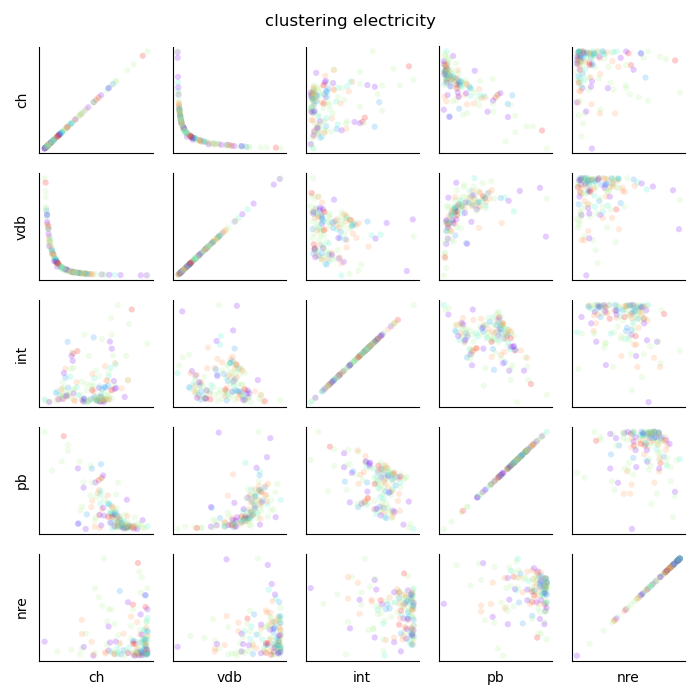 clustering electricity
ch
vdb
int
pb
nre
ch
vdb
int
pb
nre